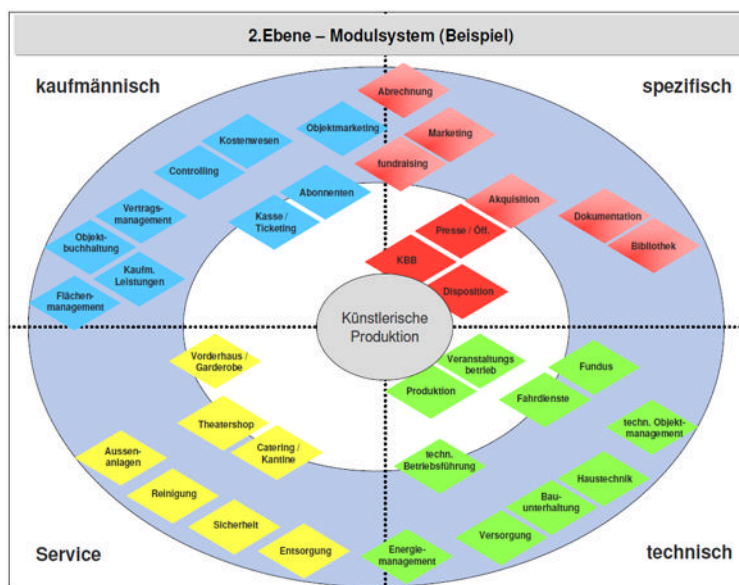 2.Ebene – Modulsystem (Beispiel)
kaufmännisch
spezifisch
Abrechnung
Objektmarketing
Marketing
Kostenwesen
fundraising
Controlling
Abonnenten
Akquisition
Vertrags-
management
Kasse /
Ticketing
Presse / Öff.
Dokumentation
Objekt
buchhaltung
Bibliothek
Kaufm.
Leistungen
KBB
Flächen-
management
Disposition
Künstlerische
Produktion
Vorderhaus /
Garderobe
Veranstaltungs
betrieb
Fundus
Produktion
Fahrdienste
Theatershop
techn. Objekt-
management
Catering /
Kantine
Aussen-
anlagen
techn.
Betriebsführung
Haustechnik
Reinigung
Bau-
unterhaltung
Sicherheit
Versorgung
Entsorgung
Energie-
management
Service
technisch